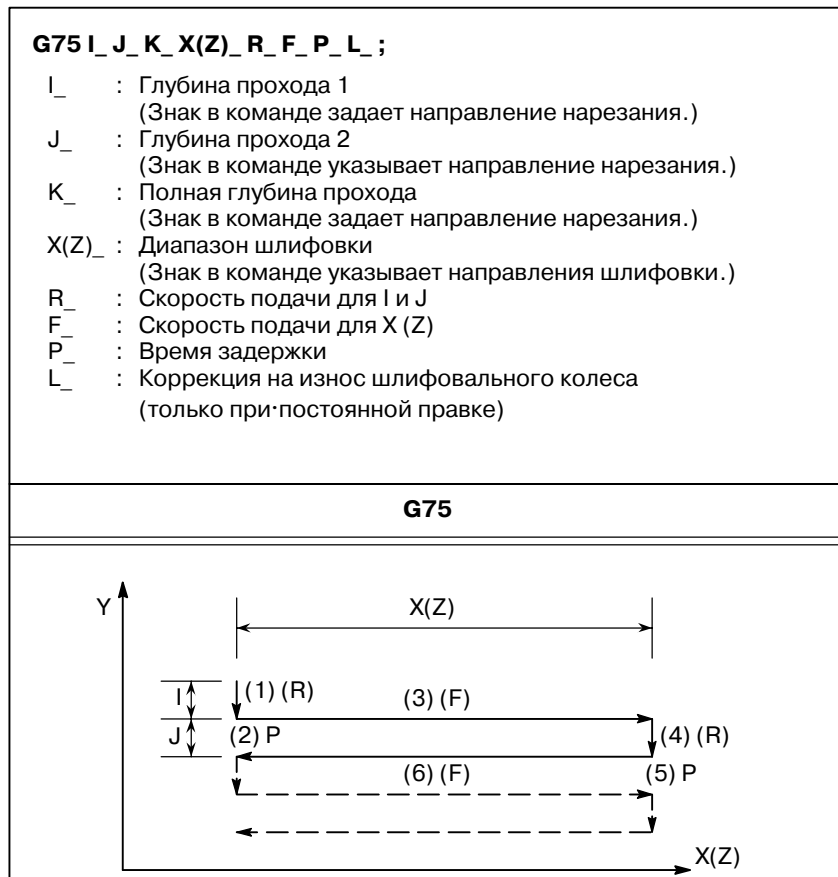 G75 I_ J_ K_ X(Z)_ R_ F_ P_ L_ ;
I_ : Глубина прохода 1
(Знак в команде задает направление нарезания.)
J_ : Глубина прохода 2
(Знак в команде указывает направление нарезания.)
K_ : Полная глубина прохода
(Знак в команде задает направление нарезания.)
X(Z)_ : Диапазон шлифовки
(Знак в команде указывает направления шлифовки.)
R_ : Скорость подачи для I и J
F_ : Скорость подачи для X (Z)
P_ : Время задержки
L_ : Коррекция на износ шлифовального колеса
(только при·постоянной правке)
G75
Y
X(Z)
I (1) (R) (3) (F)
J (2) P (4) (R)
(6) (F) (5) P
X(Z)